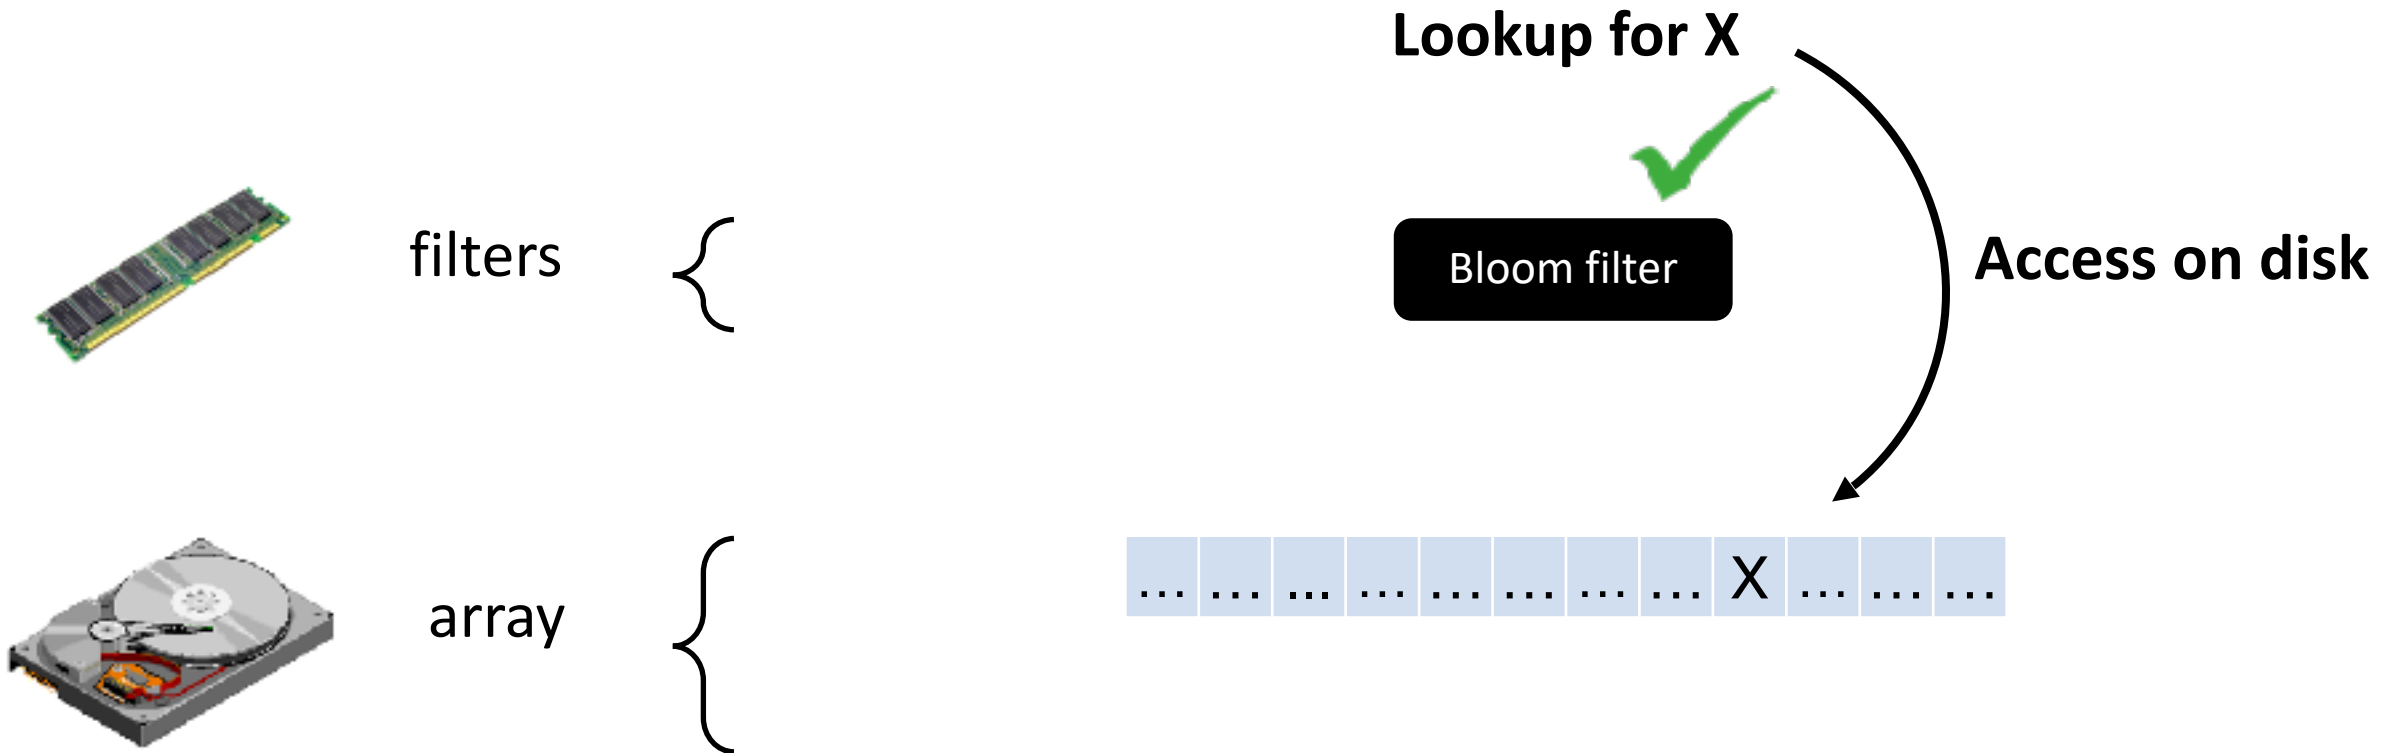 Lookup for X
filters
Bloom filter
Access on disk
array
... ... ... ... ... ... ... ... X ... ... ...